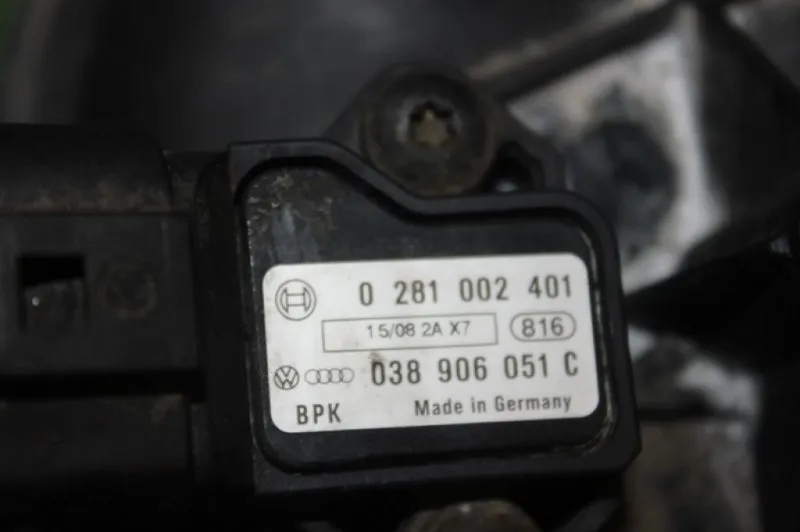 0 281 002 401
15/08 2A X7 816
038 906 051 C
BPK Made in Germany